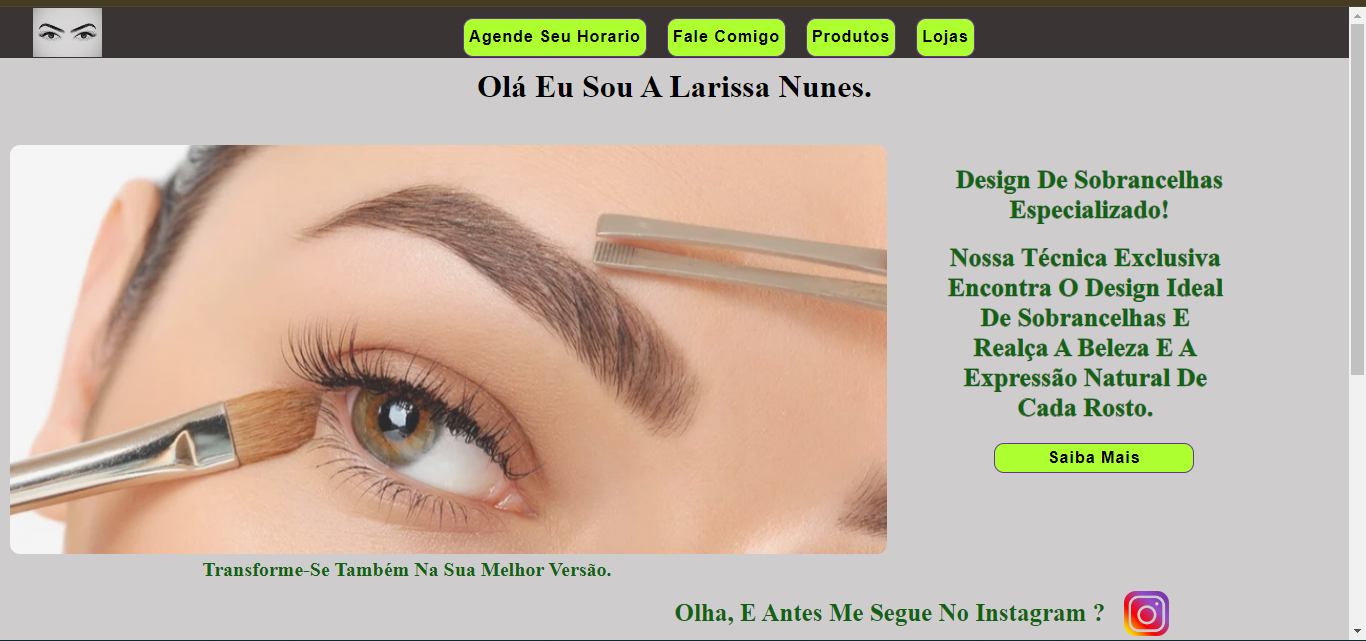 Agende Seu Horario
Fale Comigo
Produtos
Lojas
Olá Eu Sou A Larissa Nunes.
Design De Sobrancelhas
Especializado!
Nossa Técnica Exclusiva
Encontra O Design Ideal
De Sobrancelhas E
Realça A Beleza E A
Expressão Natural De
Cada Rosto.
Saiba Mais
Transforme-Se Também Na Sua Melhor Versão.
Olha, E Antes Me Segue No Instagram ?